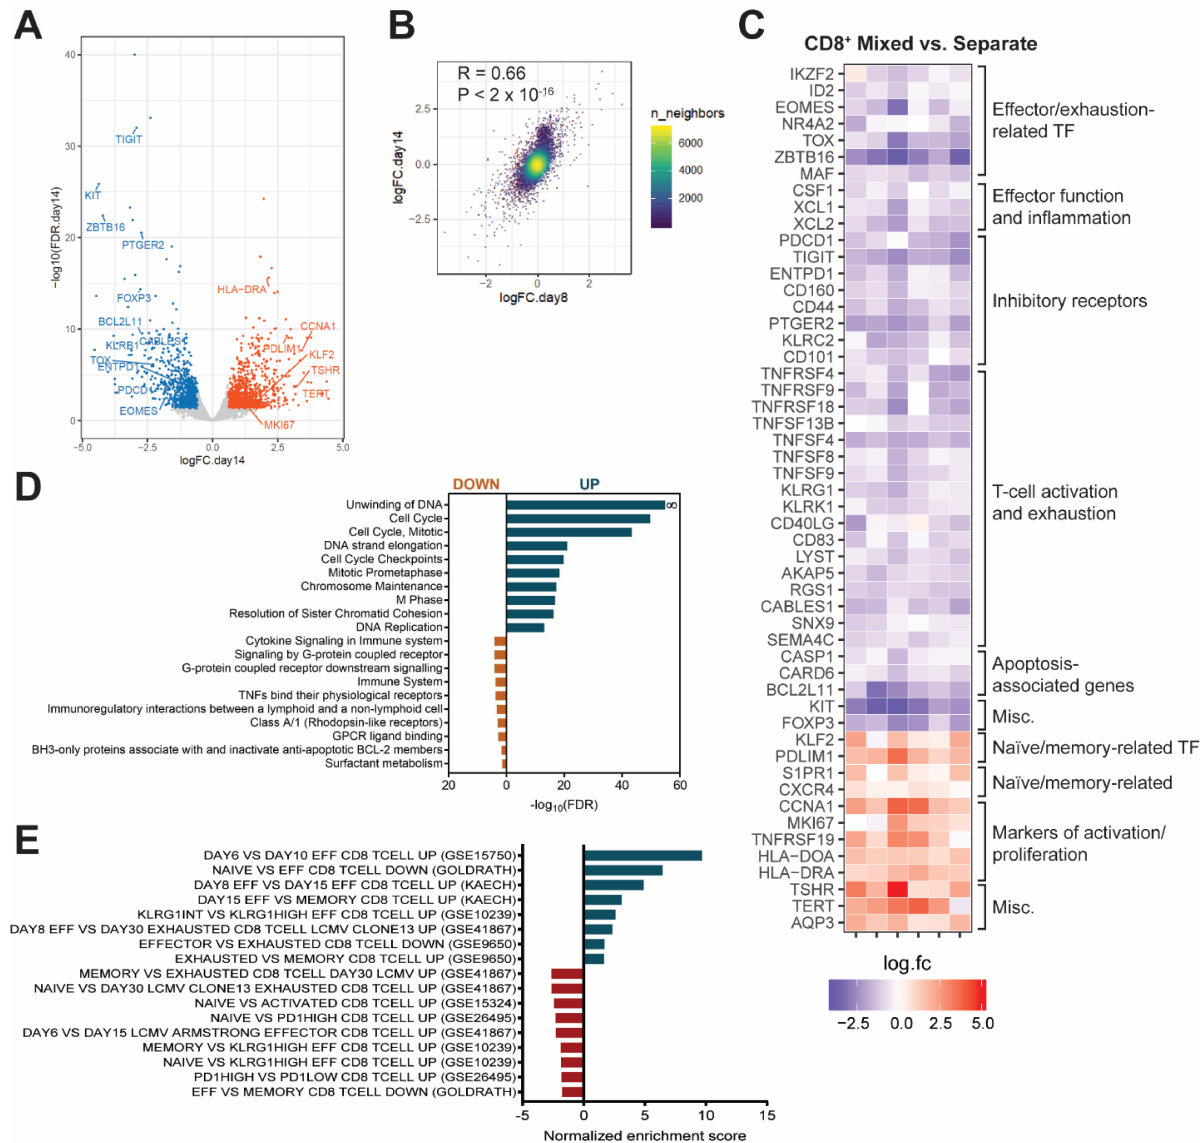 A
40
30
20
10
0
−log10(FDR.day14)
TIGIT
KIT
ZBTB16
PTGER2
FOXP3
BCL2L11
KLRB1
CABLES1
TOX
ENTPD1
PDCD1
EOMES
HLA−DRA
CCNA1
PDLIM1
KLF2
TSHR
TERT
MKI67
−5.0
−2.5
0.0
2.5
5.0
logFC.day14
B
R = 0.66
P < 2 x 10-16
2.5
0.0
−2.5
logFC.day14
−2
0
2
logFC.day8
n_neighbors
6000
4000
2000
C
CD8+ Mixed vs. Separate
IKZF2
ID2
EOMES
NR4A2
TOX
ZBTB16
MAF
CSF1
XCL1
XCL2
PDCD1
TIGIT
ENTPD1
CD160
CD44
PTGER2
KLRC2
CD101
TNFRSF4
TNFRSF9
TNFRSF18
TNFSF13B
TNFSF4
TNFSF8
TNFSF9
KLRG1
KLRK1
CD40LG
CD83
LYST
AKAP5
RGS1
CABLES1
SNX9
SEMA4C
CASP1
CARD6
BCL2L11
KIT
FOXP3
KLF2
PDLIM1
S1PR1
CXCR4
CCNA1
MKI67
TNFRSF19
HLA−DOA
HLA−DRA
TSHR
TERT
AQP3
Effector/exhaustion-
related TF
Effector function
and inflammation
Inhibitory receptors
T-cell activation
and exhaustion
Apoptosis-
associated genes
Misc.
Naïve/memory-related TF
Naïve/memory-related
Markers of activation/
proliferation
Misc.
log.fc
−2.5
0.0
2.5
5.0
D
DOWN
UP
Unwinding of DNA
∞
Cell Cycle
Cell Cycle, Mitotic
DNA strand elongation
Cell Cycle Checkpoints
Mitotic Prometaphase
Chromosome Maintenance
M Phase
Resolution of Sister Chromatid Cohesion
DNA Replication
Cytokine Signaling in Immune system
Signaling by G-protein coupled receptor
G-protein coupled receptor downstream signalling
Immune System
TNFs bind their physiological receptors
Immunoregulatory interactions between a lymphoid and a non-lymphoid cell
Class A/1 (Rhodopsin-like receptors)
GPCR ligand binding
BH3-only proteins associate with and inactivate anti-apoptotic BCL-2 members
Surfactant metabolism
20
0
20
40
60
-log10(FDR)
E
DAY6 VS DAY10 EFF CD8 TCELL UP (GSE15750)
NAIVE VS EFF CD8 TCELL DOWN (GOLDRATH)
DAY8 EFF VS DAY15 EFF CD8 TCELL UP (KAECH)
DAY15 EFF VS MEMORY CD8 TCELL UP (KAECH)
KLRG1INT VS KLRG1HIGH EFF CD8 TCELL UP (GSE10239)
DAY8 EFF VS DAY30 EXHAUSTED CD8 TCELL LCMV CLONE13 UP (GSE41867)
EFFECTOR VS EXHAUSTED CD8 TCELL DOWN (GSE9650)
EXHAUSTED VS MEMORY CD8 TCELL UP (GSE9650)
MEMORY VS EXHAUSTED CD8 TCELL DAY30 LCMV UP (GSE41867)
NAIVE VS DAY30 LCMV CLONE13 EXHAUSTED CD8 TCELL UP (GSE41867)
NAIVE VS ACTIVATED CD8 TCELL UP (GSE15324)
NAIVE VS PD1HIGH CD8 TCELL UP (GSE26495)
DAY6 VS DAY15 LCMV ARMSTRONG EFFECTOR CD8 TCELL UP (GSE41867)
MEMORY VS KLRG1HIGH EFF CD8 TCELL UP (GSE10239)
NAIVE VS KLRG1HIGH EFF CD8 TCELL UP (GSE10239)
PD1HIGH VS PD1LOW CD8 TCELL UP (GSE26495)
EFF VS MEMORY CD8 TCELL DOWN (GOLDRATH)
-5
0
5
10
15
Normalized enrichment score